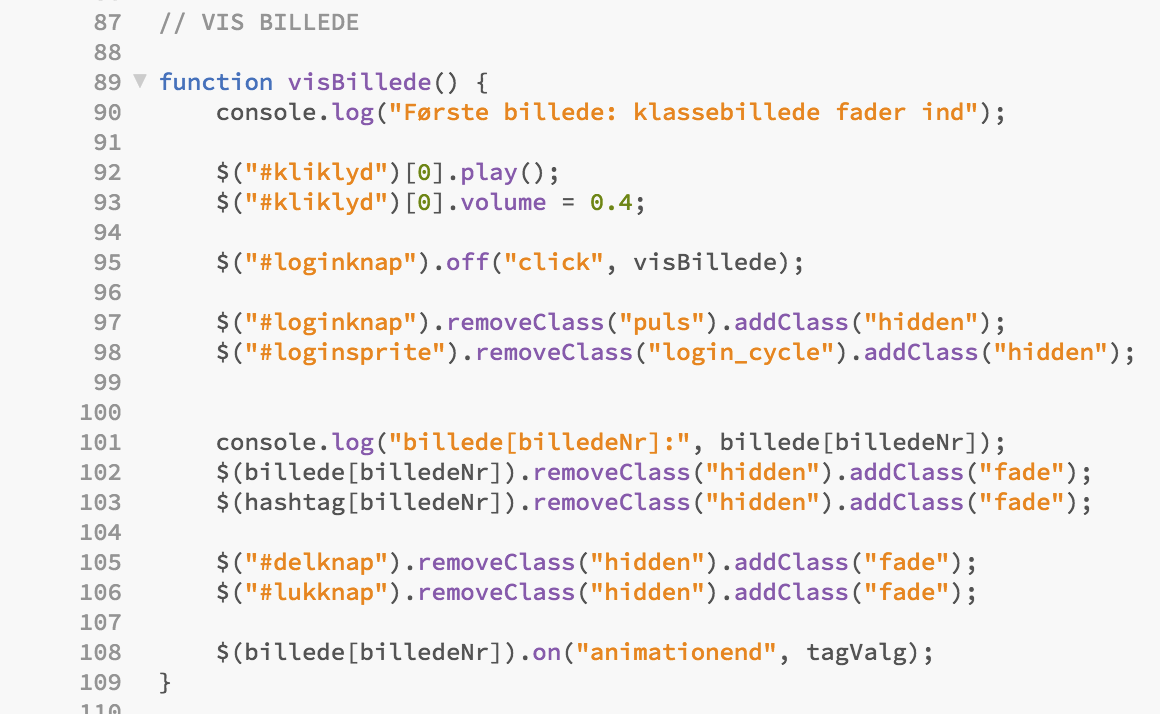 87 // VIS BILLEDE
88
89 function visBillede() {
90 console.log("Første billede: klassebillede fader ind");
91
92 $("#kliklyd")[0].play();
93 $("#kliklyd")[0].volume = 0.4;
94
95 $("#loginknap").off("click", visBillede);
96
97 $("#loginknap").removeClass("puls").addClass("hidden");
98 $("#loginsprite").removeClass("login_cycle").addClass("hidden");
99
100
101 console.log("billede[billedeNr]:", billede[billedeNr]);
102 $(billede[billedeNr]).removeClass("hidden").addClass("fade");
103 $(hashtag[billedeNr]).removeClass("hidden").addClass("fade");
104
105 $("#delknap").removeClass("hidden").addClass("fade");
106 $("#lukknap").removeClass("hidden").addClass("fade");
107
108 $(billede[billedeNr]).on("animationend", tagValg);
109 }
110